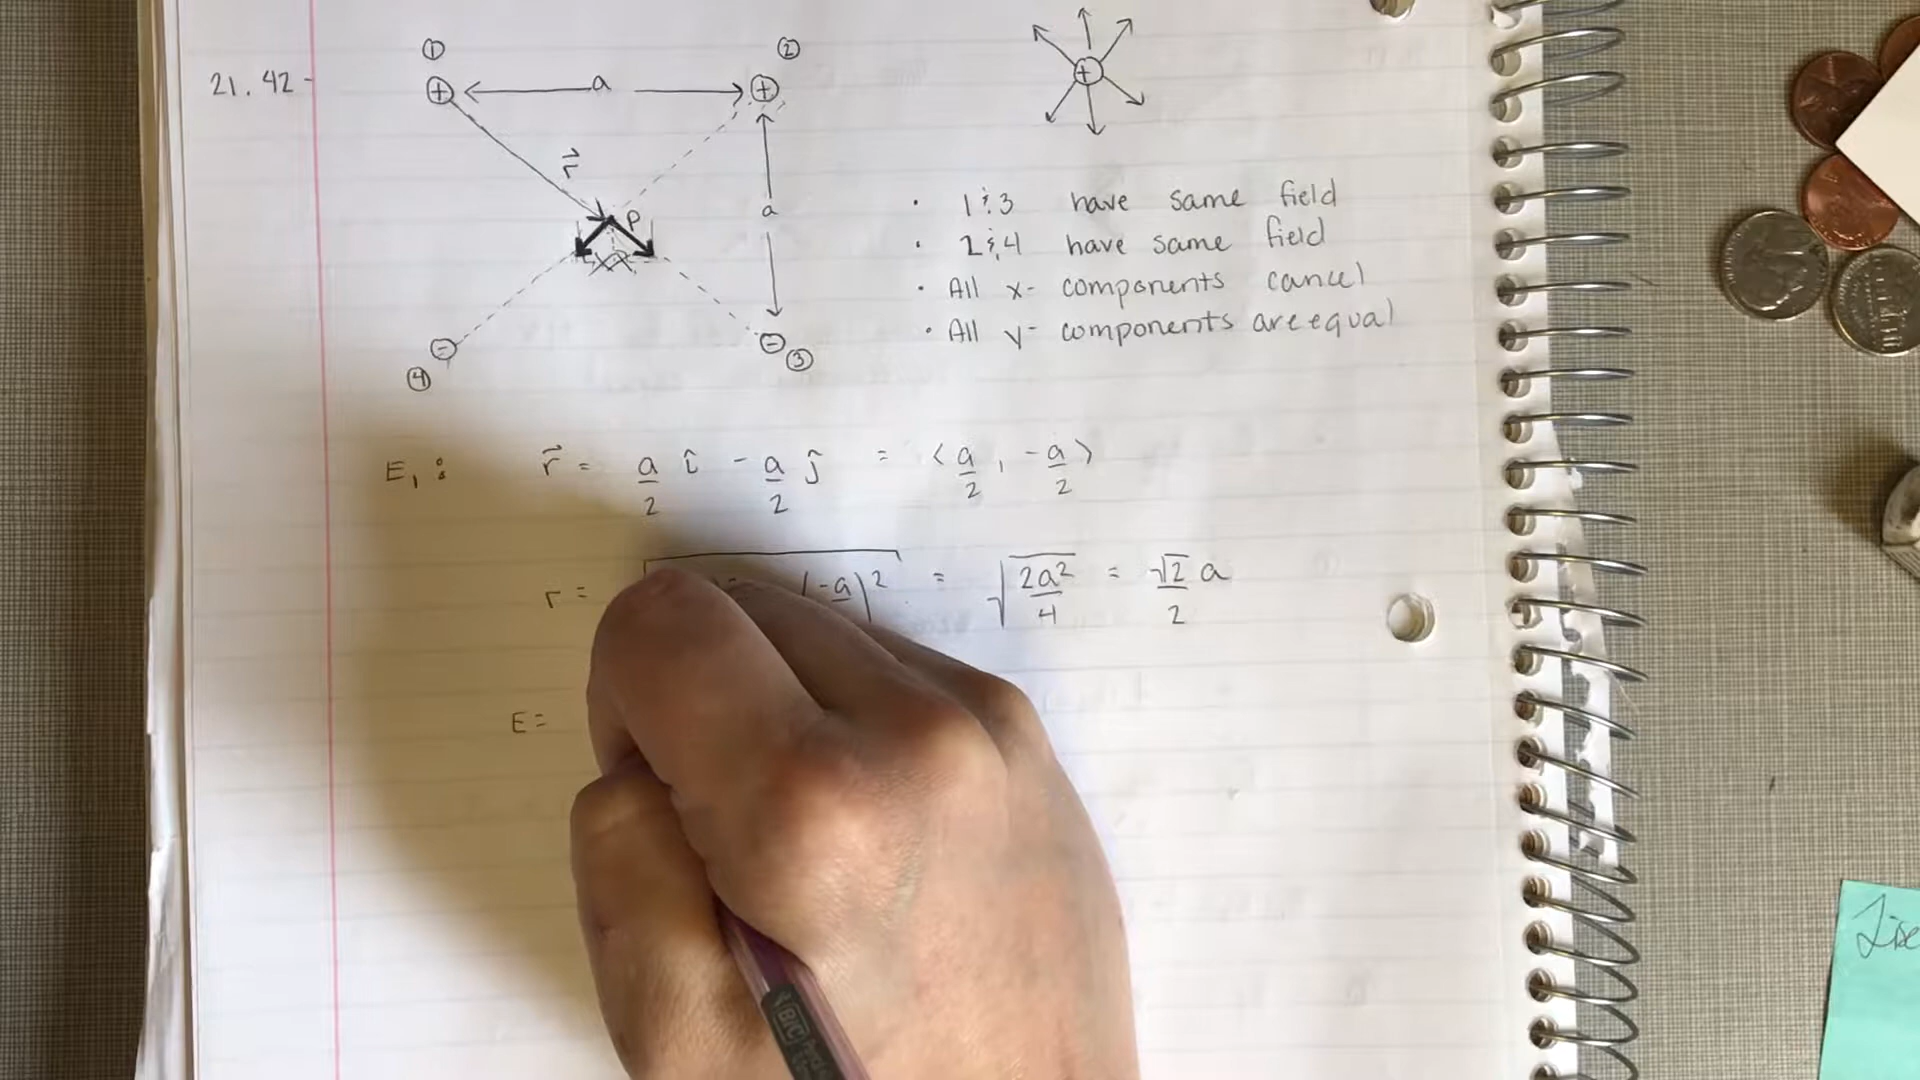 ① ②
21.42- + a +
r⃗
P
a
· 1 & 3 have same field
· 2 & 4 have same field
· All x- components cancel
· All y- components are equal
④ - - ③
+
E₁: r⃗ = a/2 î - a/2 ĵ = ⟨a/2, -a/2⟩
r = (-a)² = √(2a²/4) = √2/2 a
E=
BIC